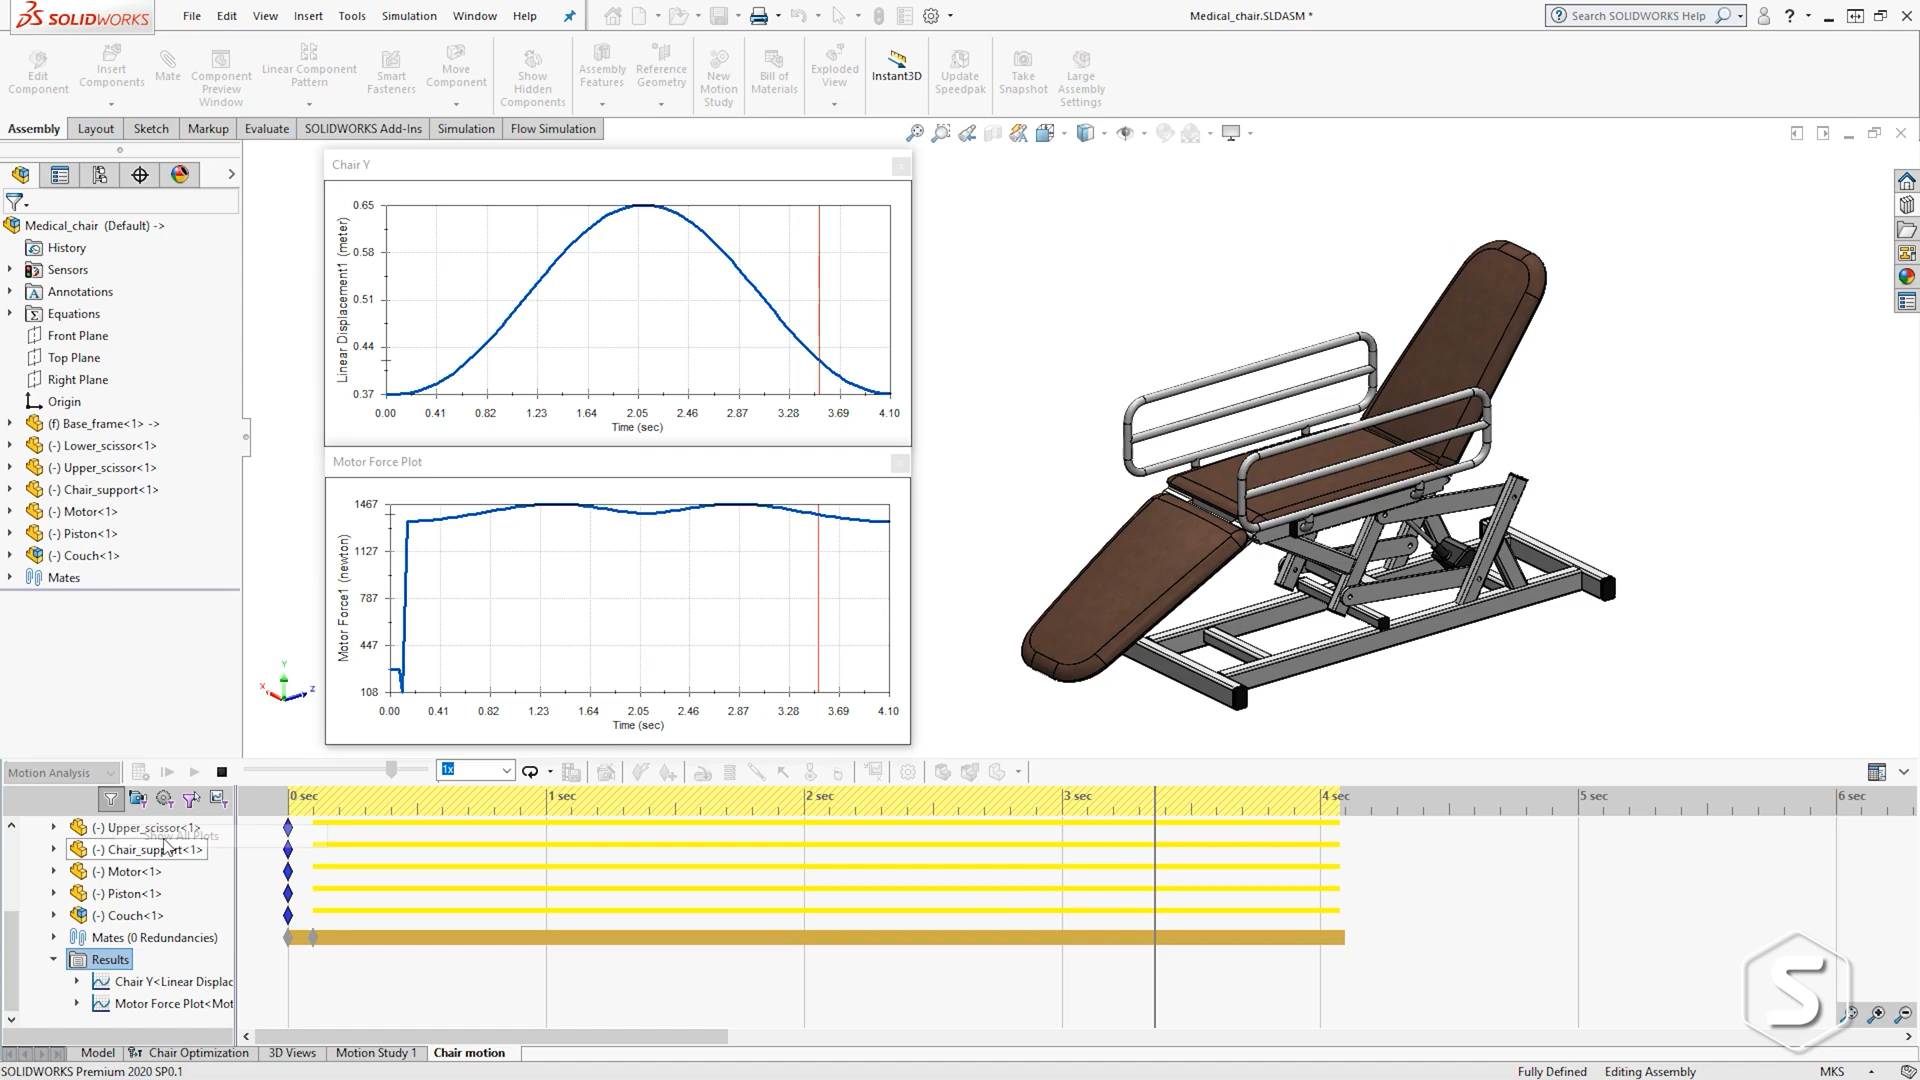 SOLIDWORKS File Edit View Insert Tools Simulation Window Help Medical_chair.SLDASM * Search SOLIDWORKS Help
Edit Component
Insert Components
Mate
Component Preview Window
Linear Component Pattern
Smart Fasteners
Move Component
Show Hidden Components
Assembly Features
Reference Geometry
New Motion Study
Bill of Materials
Exploded View
Instant3D
Update Speedpak
Take Snapshot
Large Assembly Settings
Assembly Layout Sketch Markup Evaluate SOLIDWORKS Add-Ins Simulation Flow Simulation
Medical_chair (Default) ->
History
Sensors
Annotations
Equations
Front Plane
Top Plane
Right Plane
Origin
(f) Base_frame<1> ->
(-) Lower_scissor<1>
(-) Upper_scissor<1>
(-) Chair_support<1>
(-) Motor<1>
(-) Piston<1>
(-) Couch<1>
Mates
Chair Y
Linear Displacement1 (meter)
0.65
0.58
0.51
0.44
0.37
0.00 0.41 0.82 1.23 1.64 2.05 2.46 2.87 3.28 3.69 4.10
Time (sec)
Motor Force Plot
Motor Force1 (newton)
1467
1127
787
447
108
0.00 0.41 0.82 1.23 1.64 2.05 2.46 2.87 3.28 3.69 4.10
Time (sec)
Y
X
Z
Motion Analysis 1x
0 sec 1 sec 2 sec 3 sec 4 sec 5 sec 6 sec
(-) Upper_scissor<1>
Show All Plots
(-) Chair_support<1>
(-) Motor<1>
(-) Piston<1>
(-) Couch<1>
Mates (0 Redundancies)
Results
Chair Y<Linear Displac
Motor Force Plot<Mot
Model Chair Optimization 3D Views Motion Study 1 Chair motion
SOLIDWORKS Premium 2020 SP0.1 Fully Defined Editing Assembly MKS